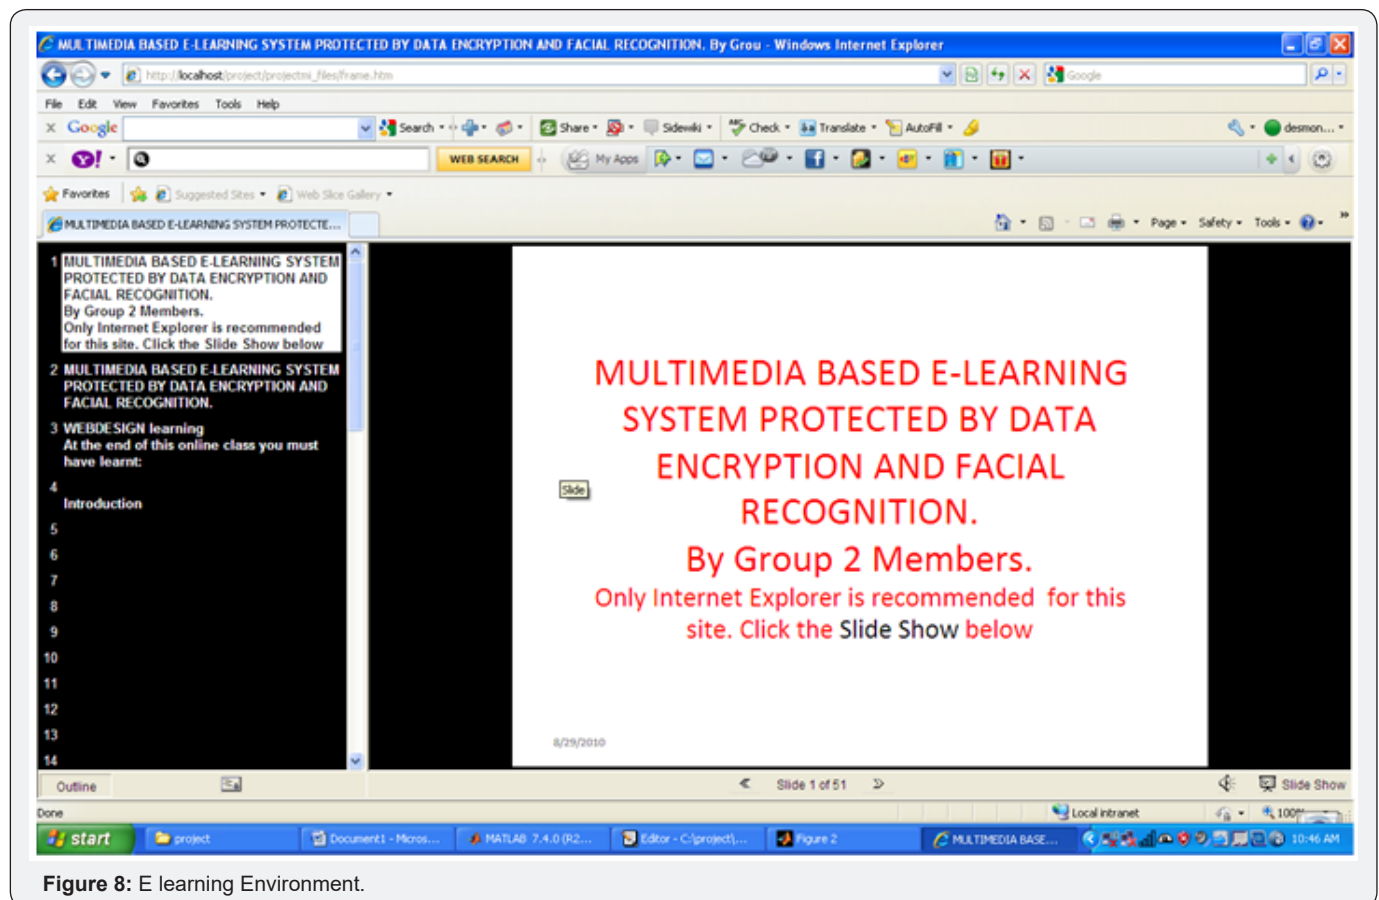 MULTIMEDIA BASED E-LEARNING SYSTEM PROTECTED BY DATA ENCRYPTION AND FACIAL RECOGNITION. By Grou - Windows Internet Explorer
http://localhost/project/projectmi_files/frame.htm
Google
File Edit View Favorites Tools Help
x Google Search Share Sidewiki Check Translate AutoFill desmon...
x Y! WEB SEARCH My Apps
Favorites Suggested Sites Web Slice Gallery
MULTIMEDIA BASED E-LEARNING SYSTEM PROTECTE... Page Safety Tools
1 MULTIMEDIA BASED E-LEARNING SYSTEM
PROTECTED BY DATA ENCRYPTION AND
FACIAL RECOGNITION.
By Group 2 Members.
Only Internet Explorer is recommended
for this site. Click the Slide Show below
2 MULTIMEDIA BASED E-LEARNING SYSTEM
PROTECTED BY DATA ENCRYPTION AND
FACIAL RECOGNITION.
3 WEBDESIGN learning
At the end of this online class you must
have learnt:
4
Introduction
5
6
7
8
9
10
11
12
13
14
MULTIMEDIA BASED E-LEARNING
SYSTEM PROTECTED BY DATA
ENCRYPTION AND FACIAL
RECOGNITION.
By Group 2 Members.
Only Internet Explorer is recommended for this
site. Click the Slide Show below
Slide
8/29/2010
Outline Slide 1 of 51 Slide Show
Done Local intranet 100%
start project Document1 - Micros... MATLAB 7.4.0 (R2... Editor - C:\project\... Figure 2 MULTIMEDIA BASE... 10:46 AM
Figure 8: E learning Environment.